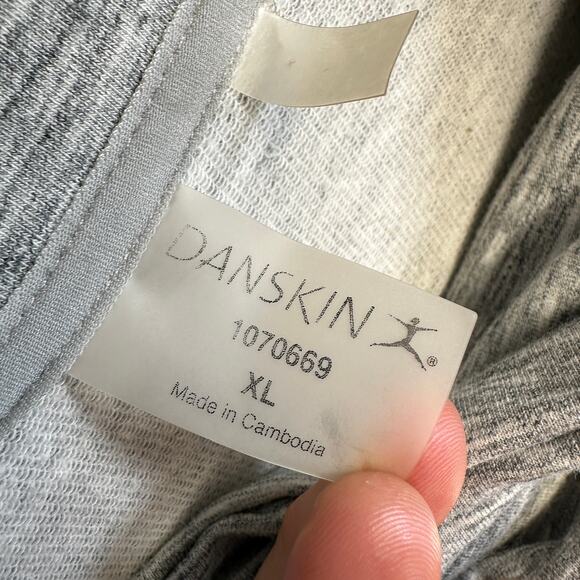 DANSKIN ®
1070669
XL
Made in Cambodia